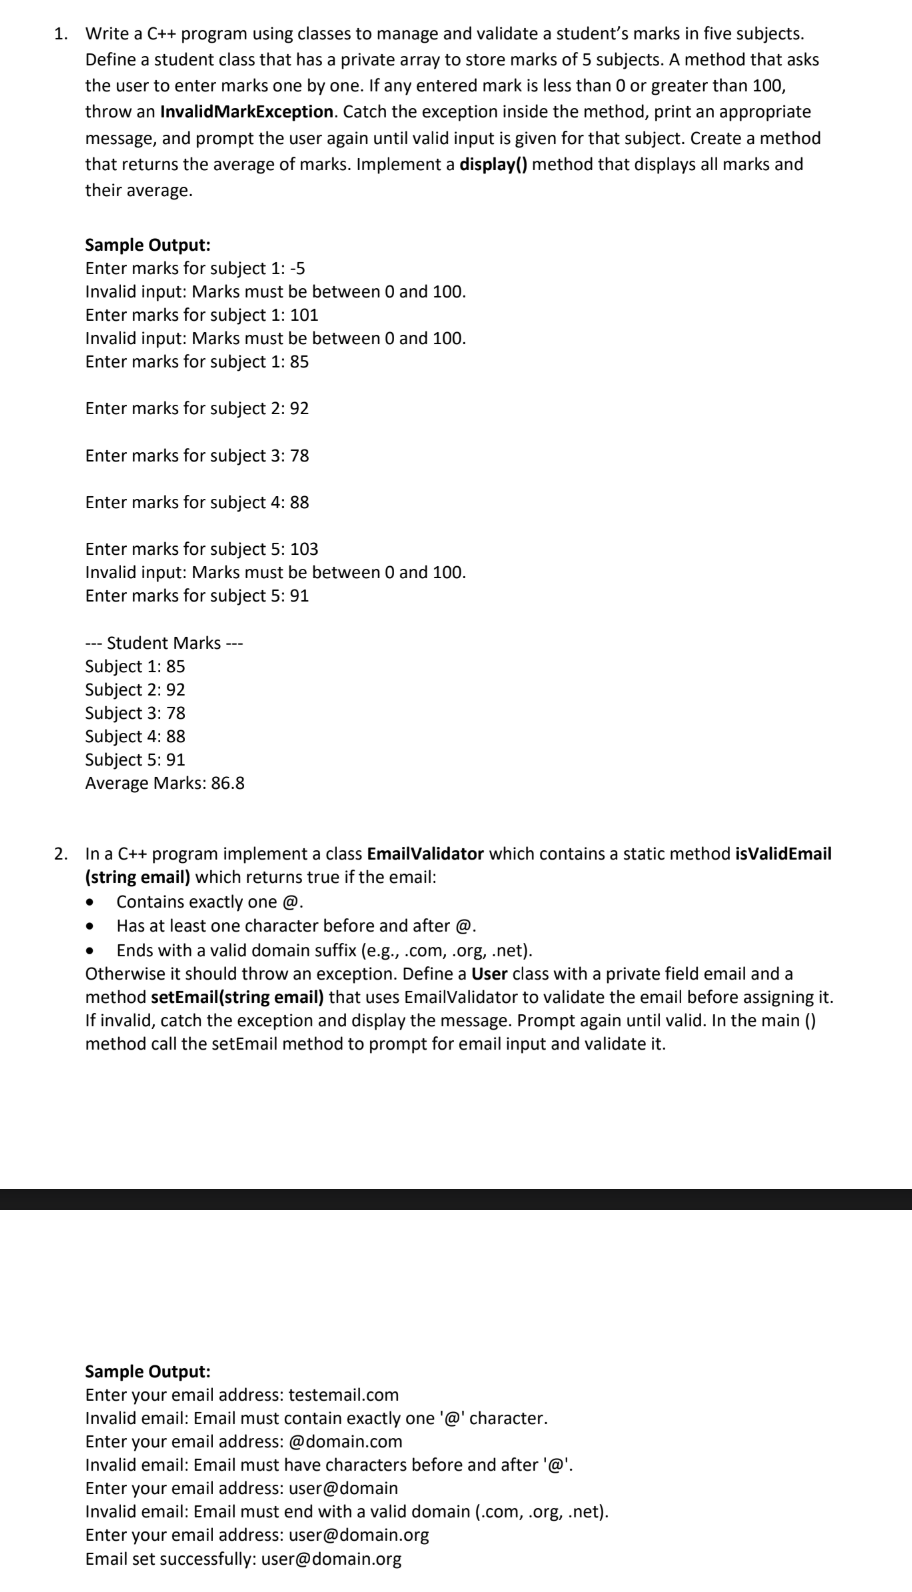 1. Write a C++ program using classes to manage and validate a student’s marks in five subjects.
Define a student class that has a private array to store marks of 5 subjects. A method that asks
the user to enter marks one by one. If any entered mark is less than 0 or greater than 100,
throw an InvalidMarkException. Catch the exception inside the method, print an appropriate
message, and prompt the user again until valid input is given for that subject. Create a method
that returns the average of marks. Implement a display() method that displays all marks and
their average.
Sample Output:
Enter marks for subject 1: -5
Invalid input: Marks must be between 0 and 100.
Enter marks for subject 1: 101
Invalid input: Marks must be between 0 and 100.
Enter marks for subject 1: 85
Enter marks for subject 2: 92
Enter marks for subject 3: 78
Enter marks for subject 4: 88
Enter marks for subject 5: 103
Invalid input: Marks must be between 0 and 100.
Enter marks for subject 5: 91
--- Student Marks ---
Subject 1: 85
Subject 2: 92
Subject 3: 78
Subject 4: 88
Subject 5: 91
Average Marks: 86.8
2. In a C++ program implement a class EmailValidator which contains a static method isValidEmail
(string email) which returns true if the email:
• Contains exactly one @.
• Has at least one character before and after @.
• Ends with a valid domain suffix (e.g., .com, .org, .net).
Otherwise it should throw an exception. Define a User class with a private field email and a
method setEmail(string email) that uses EmailValidator to validate the email before assigning it.
If invalid, catch the exception and display the message. Prompt again until valid. In the main ()
method call the setEmail method to prompt for email input and validate it.
Sample Output:
Enter your email address: testemail.com
Invalid email: Email must contain exactly one '@' character.
Enter your email address: @domain.com
Invalid email: Email must have characters before and after '@'.
Enter your email address: user@domain
Invalid email: Email must end with a valid domain (.com, .org, .net).
Enter your email address: user@domain.org
Email set successfully: user@domain.org